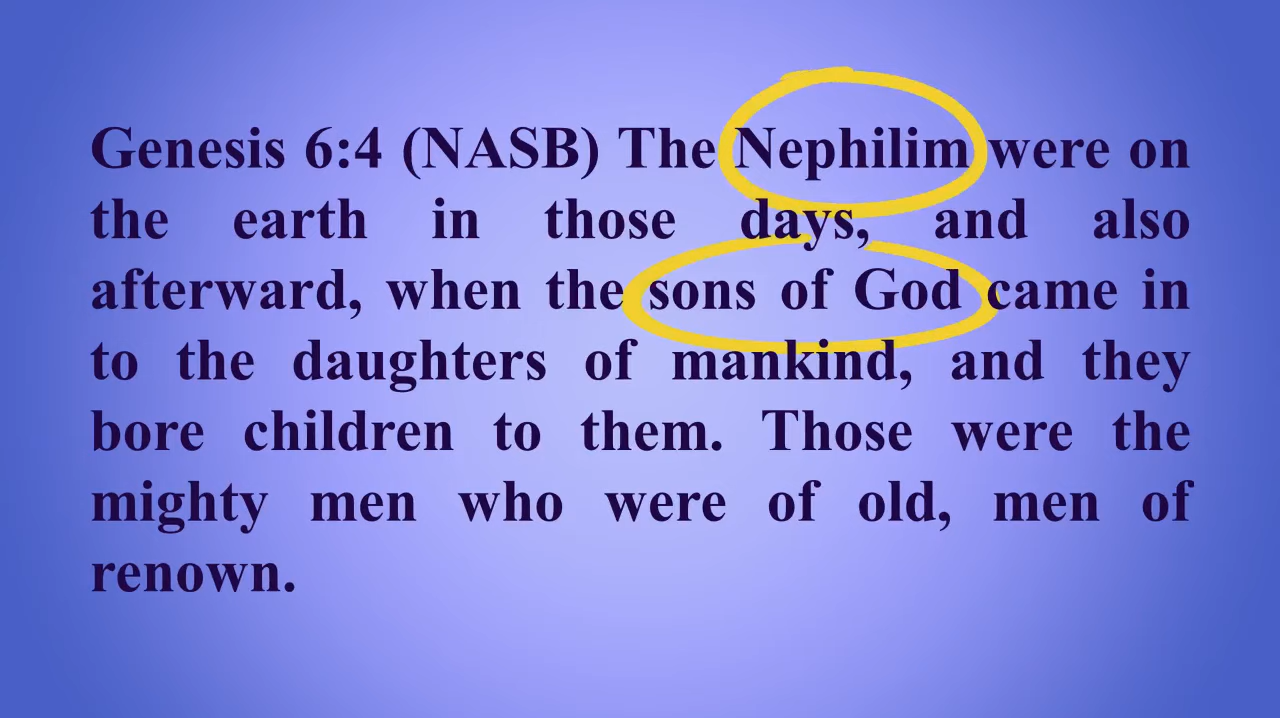 Genesis 6:4 (NASB) The Nephilim were on
the earth in those days, and also
afterward, when the sons of God came in
to the daughters of mankind, and they
bore children to them. Those were the
mighty men who were of old, men of
renown.